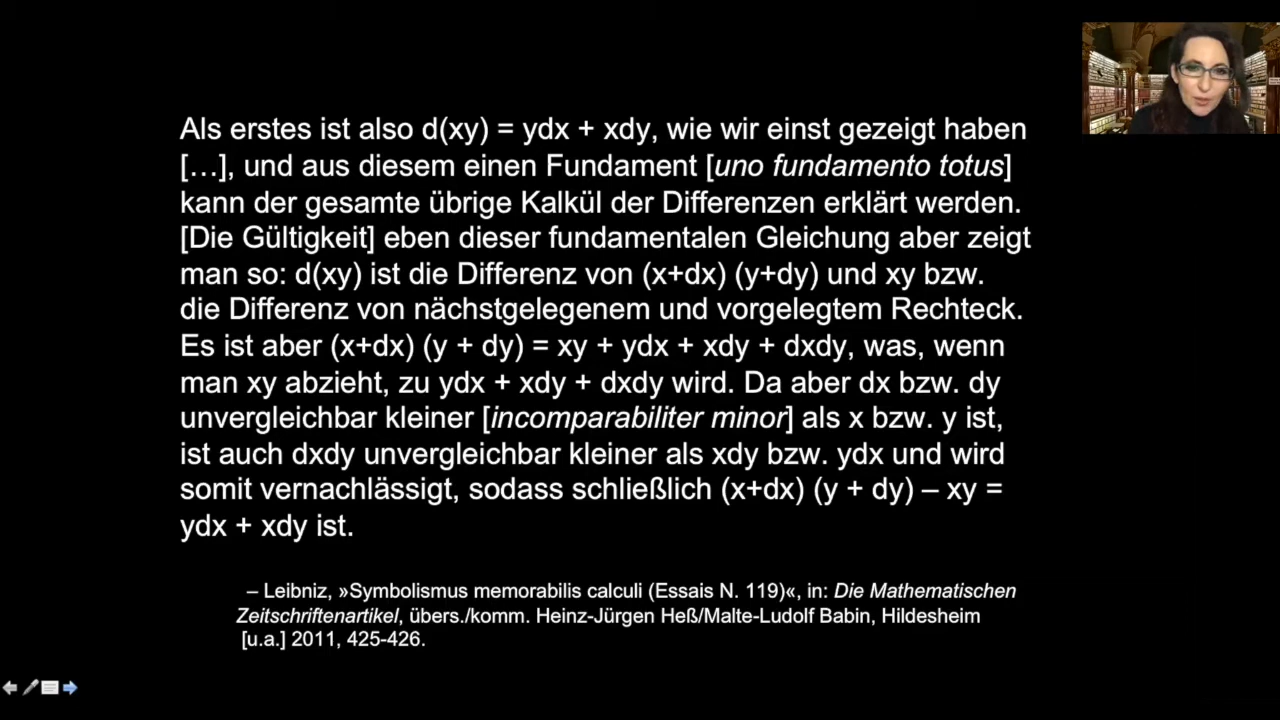 Als erstes ist also d(xy) = ydx + xdy, wie wir einst gezeigt haben
[…], und aus diesem einen Fundament [uno fundamento totus]
kann der gesamte übrige Kalkül der Differenzen erklärt werden.
[Die Gültigkeit] eben dieser fundamentalen Gleichung aber zeigt
man so: d(xy) ist die Differenz von (x+dx) (y+dy) und xy bzw.
die Differenz von nächstgelegenem und vorgelegtem Rechteck.
Es ist aber (x+dx) (y + dy) = xy + ydx + xdy + dxdy, was, wenn
man xy abzieht, zu ydx + xdy + dxdy wird. Da aber dx bzw. dy
unvergleichbar kleiner [incomparabiliter minor] als x bzw. y ist,
ist auch dxdy unvergleichbar kleiner als xdy bzw. ydx und wird
somit vernachlässigt, sodass schließlich (x+dx) (y + dy) – xy =
ydx + xdy ist.
– Leibniz, »Symbolismus memorabilis calculi (Essais N. 119)«, in: Die Mathematischen
Zeitschriftenartikel, übers./komm. Heinz-Jürgen Heß/Malte-Ludolf Babin, Hildesheim
[u.a.] 2011, 425-426.